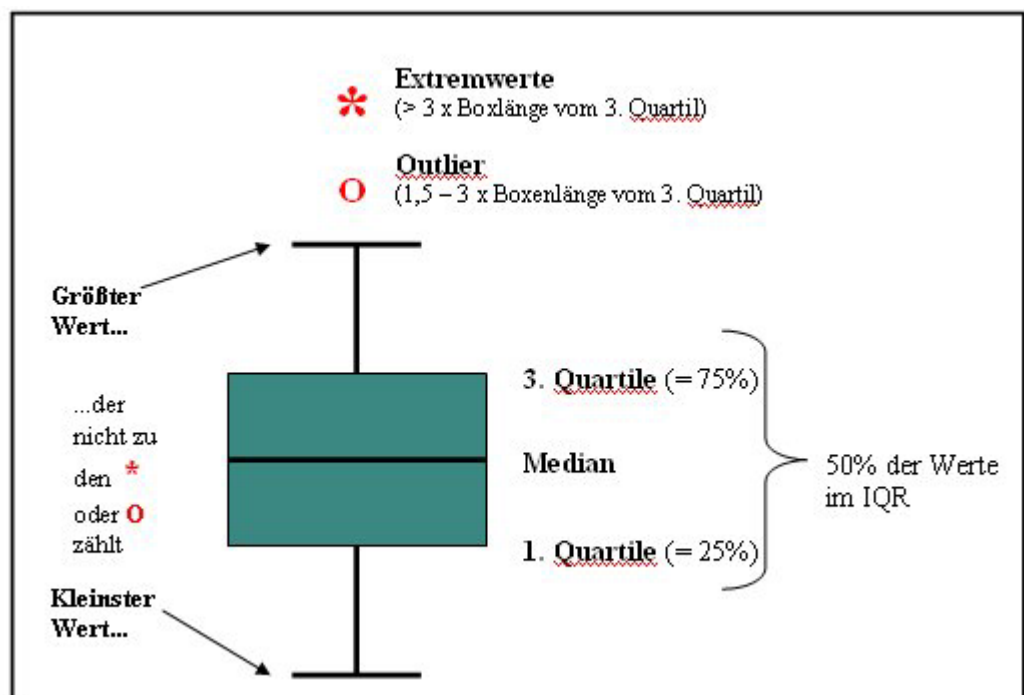 Extremwerte
(> 3 x Boxlänge vom 3. Quartil)
Outlier
(1,5 – 3 x Boxenlänge vom 3. Quartil)
Größter
Wert...
...der
nicht zu
den *
oder O
zählt
Kleinster
Wert...
3. Quartile (= 75%)
Median
1. Quartile (= 25%)
50% der Werte
im IQR